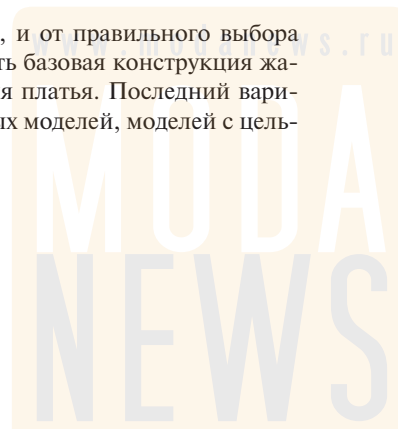 , и от правильного выбора
www.modanews.ru
ть базовая конструкция жа-
я платья. Последний вари-
ых моделей, моделей с цель-
MODA
NEWS